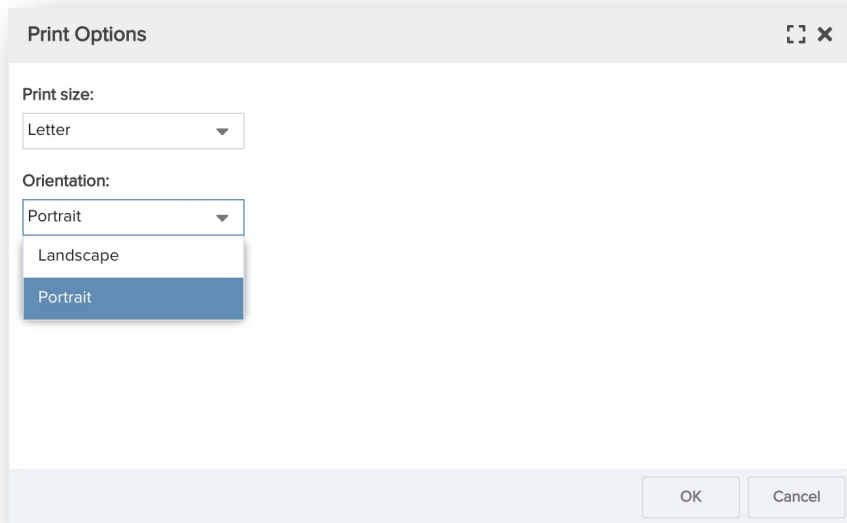 Print Options
Print size:
Letter
Orientation:
Portrait
Landscape
Portrait
OK
Cancel